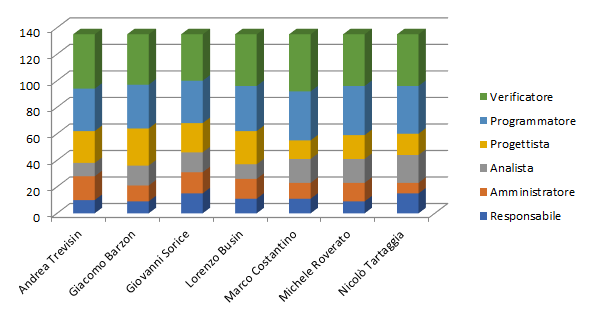 140
120
100
80
60
40
20
0
Andrea Trevisin
Giacomo Barzon
Giovanni Sorice
Lorenzo Busin
Marco Costantino
Michele Roverato
Nicolò Tartaggia
Verificatore
Programmatore
Progettista
Analista
Amministratore
Responsabile